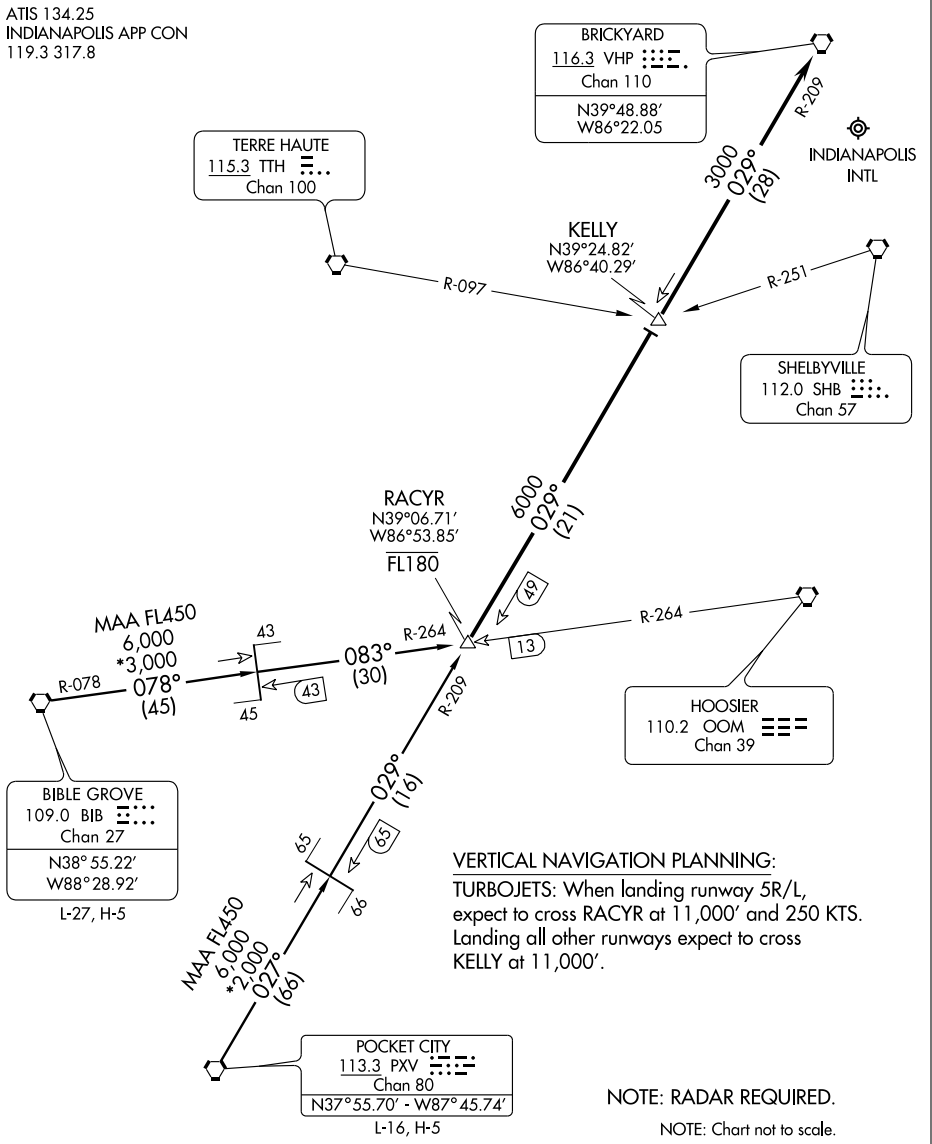 ATIS 134.25
INDIANAPOLIS APP CON
119.3 317.8
BRICKYARD
116.3 VHP
Chan 110
N39°48.88'
W86°22.05
R-209
INDIANAPOLIS
INTL
TERRE HAUTE
115.3 TTH
Chan 100
3000
029°
(28)
KELLY
N39°24.82'
W86°40.29'
R-097
R-251
SHELBYVILLE
112.0 SHB
Chan 57
6000
029°
(21)
RACYR
N39°06.71'
W86°53.85'
FL180
49
MAA FL450
6,000
*3,000
R-078
078°
(45)
43
45
43
083°
(30)
R-264
13
R-264
R-209
HOOSIER
110.2 OOM
Chan 39
BIBLE GROVE
109.0 BIB
Chan 27
N38°55.22'
W88°28.92'
L-27, H-5
029°
(16)
65
65
66
MAA FL450
6,000
*2,000
027°
(66)
VERTICAL NAVIGATION PLANNING:
TURBOJETS: When landing runway 5R/L,
expect to cross RACYR at 11,000' and 250 KTS.
Landing all other runways expect to cross
KELLY at 11,000'.
POCKET CITY
113.3 PXV
Chan 80
N37°55.70' - W87°45.74'
L-16, H-5
NOTE: RADAR REQUIRED.
NOTE: Chart not to scale.